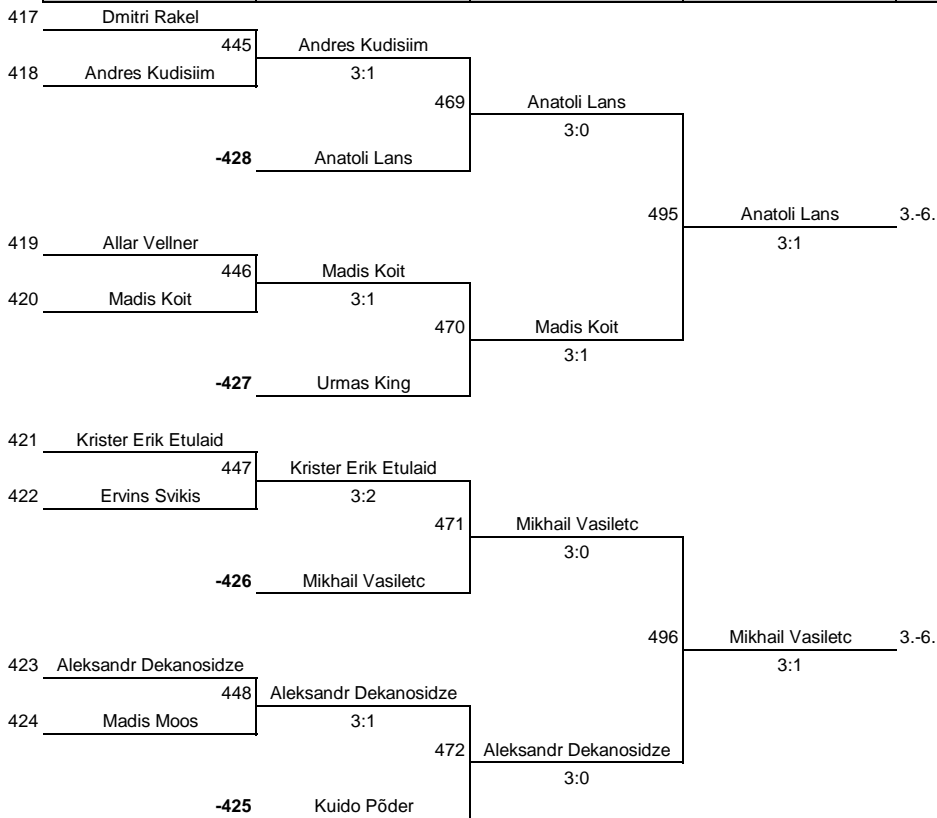 417 Dmitri Rakel
445 Andres Kudisiim
418 Andres Kudisiim 3:1
469 Anatoli Lans
3:0
-428 Anatoli Lans
495 Anatoli Lans 3.-6.
419 Allar Vellner 3:1
446 Madis Koit
420 Madis Koit 3:1
470 Madis Koit
3:1
-427 Urmas King
421 Krister Erik Etulaid
447 Krister Erik Etulaid
422 Ervins Svikis 3:2
471 Mikhail Vasiletc
3:0
-426 Mikhail Vasiletc
496 Mikhail Vasiletc 3.-6.
423 Aleksandr Dekanosidze 3:1
448 Aleksandr Dekanosidze
424 Madis Moos 3:1
472 Aleksandr Dekanosidze
3:0
-425 Kuido Põder